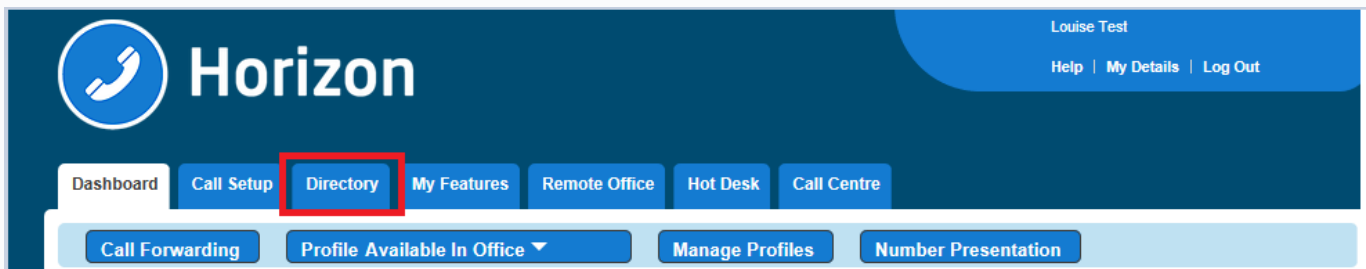 Louise Test
Horizon
Help | My Details | Log Out
Dashboard Call Setup Directory My Features Remote Office Hot Desk Call Centre
Call Forwarding Profile Available In Office Manage Profiles Number Presentation